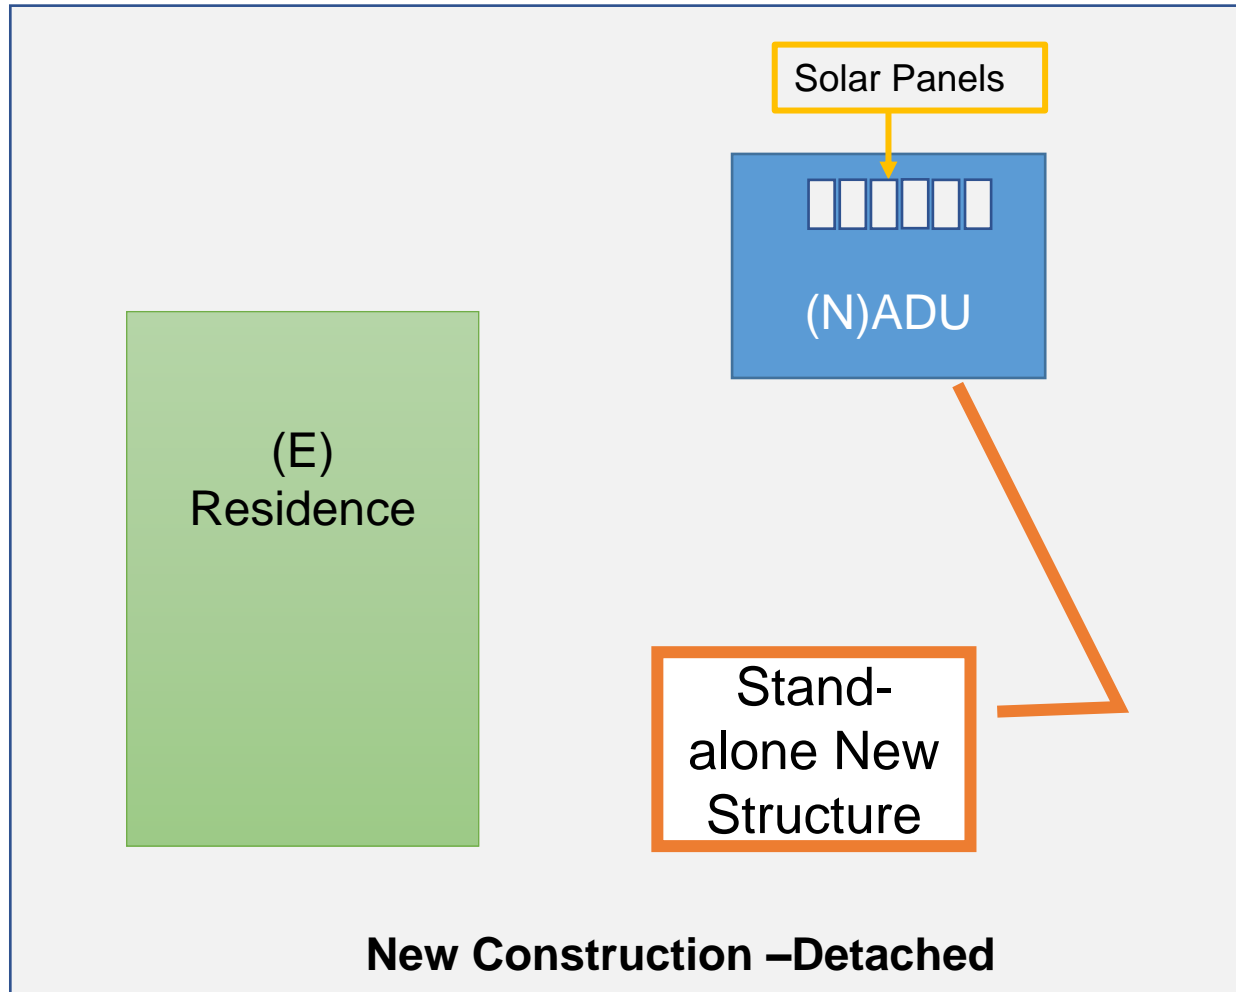 Solar Panels
(N)ADU
(E)
Residence
Stand-
alone New
Structure
New Construction –Detached